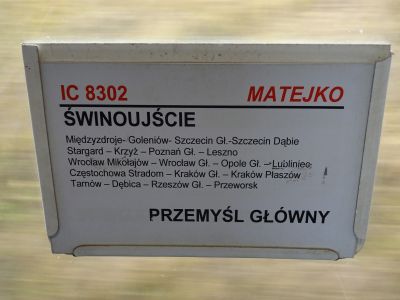 IC 8302 MATEJKO
ŚWINOUJŚCIE
Międzyzdroje- Goleniów- Szczecin Gł.-Szczecin Dąbie
Stargard – Krzyż – Poznań Gł. – Leszno
Wrocław Mikołajów – Wrocław Gł. – Opole Gł. – Lubliniec
Częstochowa Stradom – Kraków Gł. – Kraków Płaszów
Tarnów – Dębica – Rzeszów Gł. – Przeworsk
PRZEMYŚL GŁÓWNY